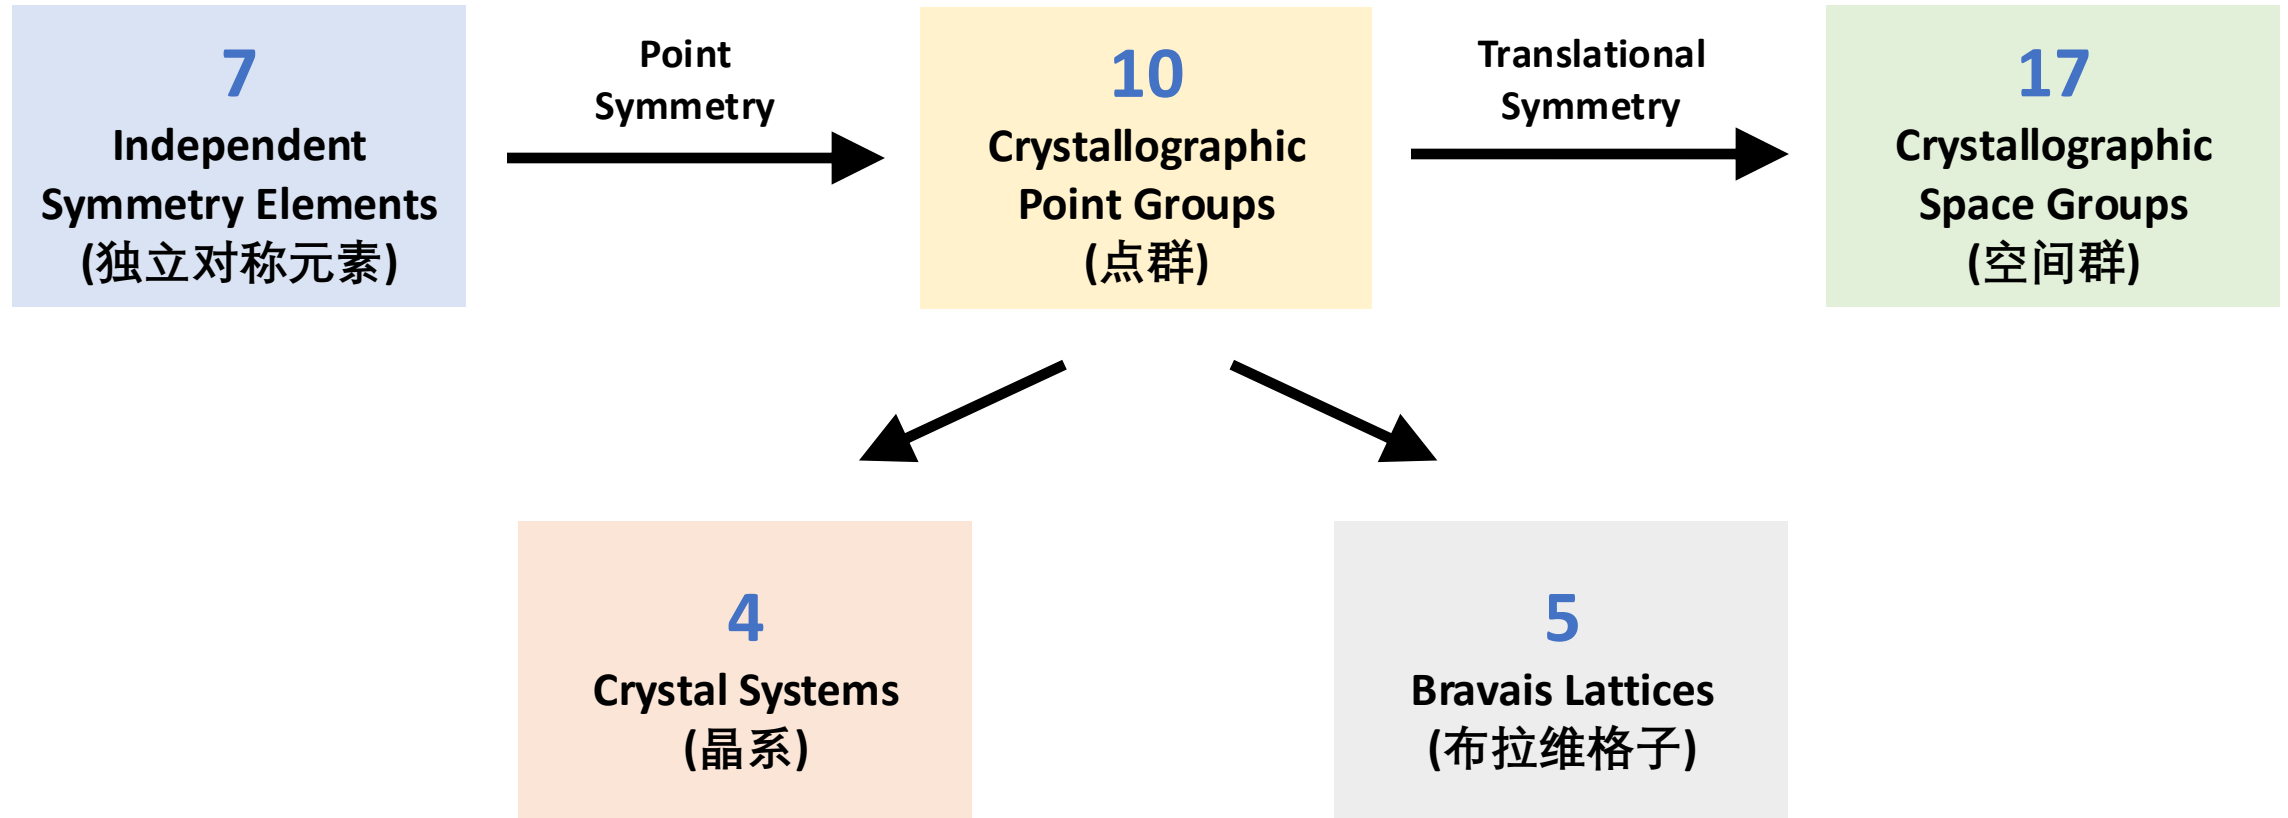 7
Independent
Symmetry Elements
(独立对称元素)
Point
Symmetry
10
Crystallographic
Point Groups
(点群)
Translational
Symmetry
17
Crystallographic
Space Groups
(空间群)
4
Crystal Systems
(晶系)
5
Bravais Lattices
(布拉维格子)